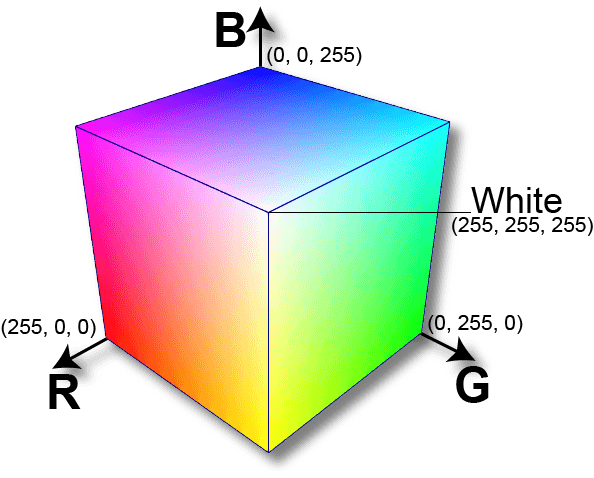 B
(0, 0, 255)
White
(255, 255, 255)
(255, 0, 0)
(0, 255, 0)
R
G